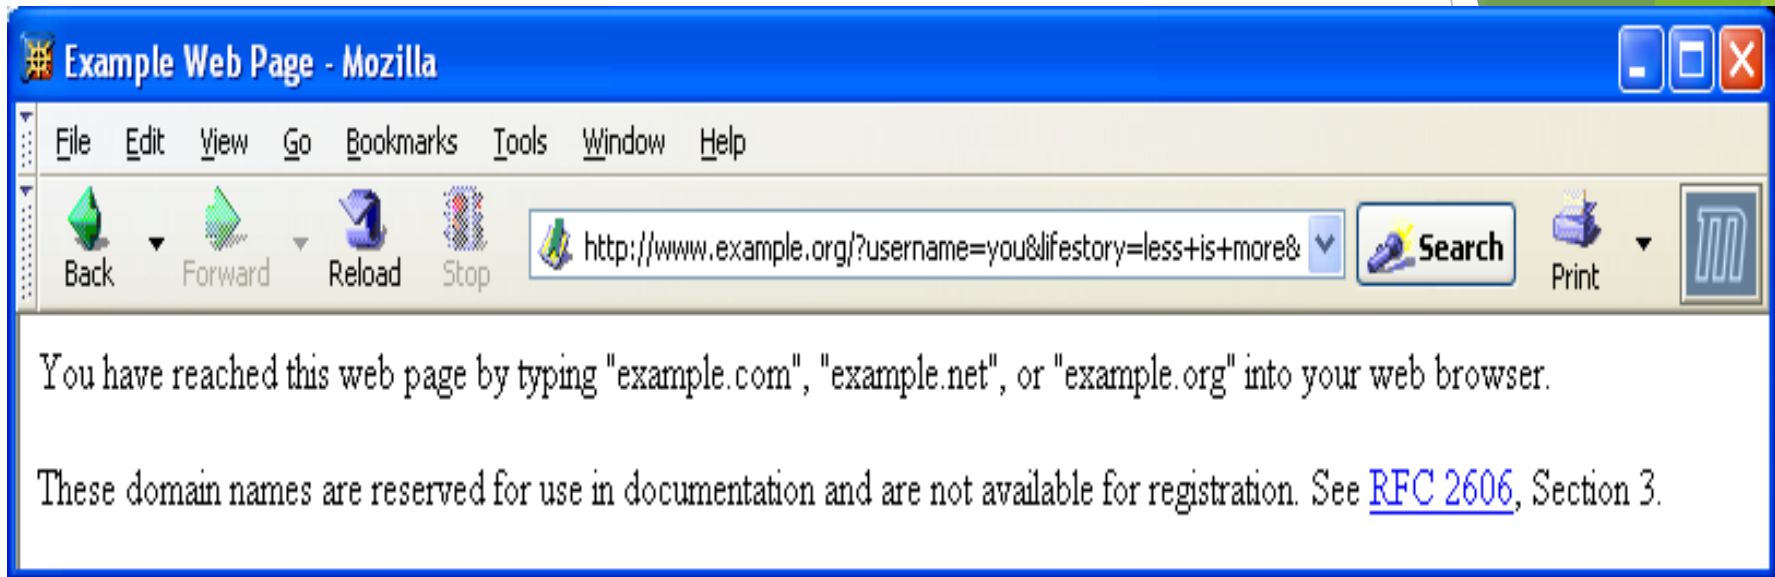 Example Web Page - Mozilla
File Edit View Go Bookmarks Tools Window Help
http://www.example.org/?username=you&lifestory=less+is+more& Search
Back Forward Reload Stop Print
You have reached this web page by typing "example.com", "example.net", or "example.org" into your web browser.
These domain names are reserved for use in documentation and are not available for registration. See RFC 2606, Section 3.